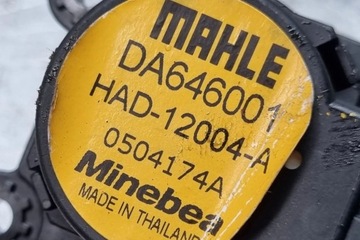 MAHLE
DA646001
HAD-12004-A
0504174A
Minebea
MADE IN THAILAND